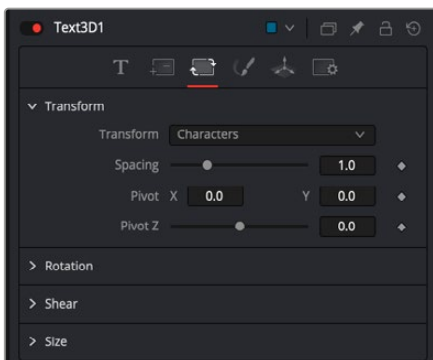 Text3D1
T
Transform
Transform Characters
Spacing 1.0
Pivot X 0.0 Y 0.0
Pivot Z 0.0
Rotation
Shear
Size